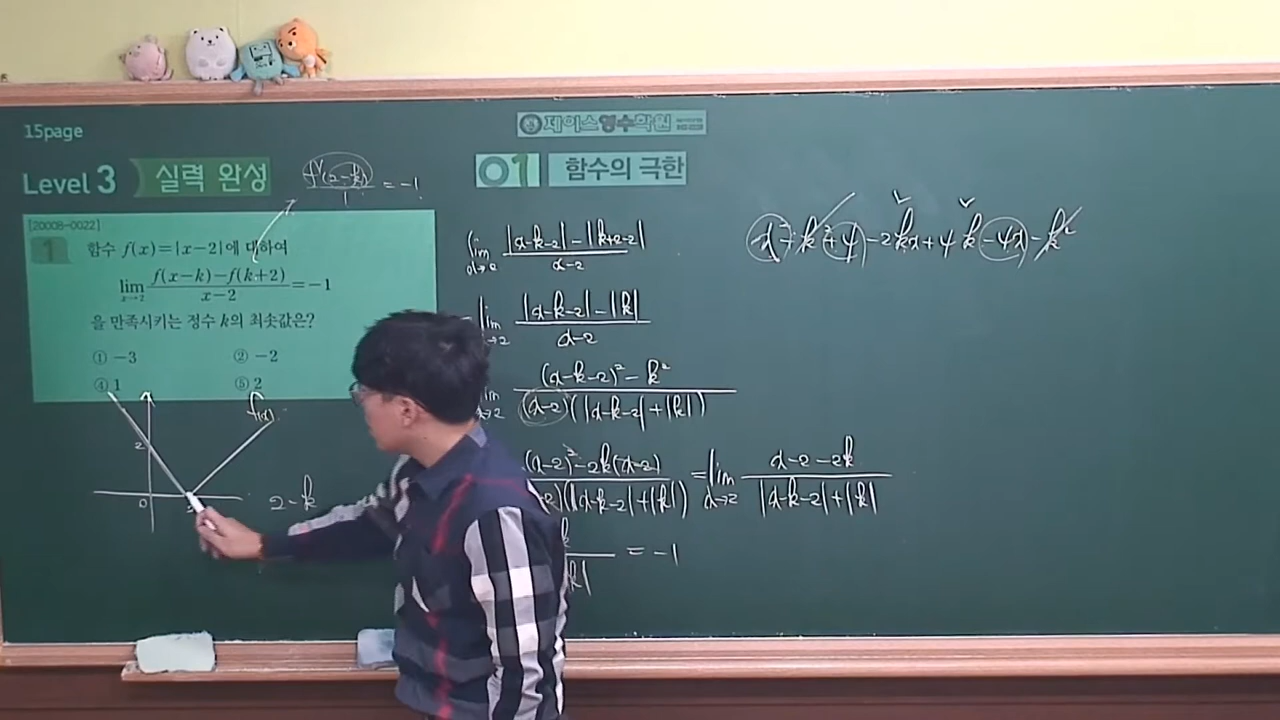 15page
Level 3 실력 완성
f'(2-k)/1 = -1
[20008-0022]
1 함수 f(x)=|x-2|에 대하여
lim x→2 f(x-k)-f(k+2)/x-2 =-1
을 만족시키는 정수 k의 최솟값은?
① -3 ② -2
④ 1 ⑤ 2
f(x)
2
0
2-k
제이스영수학원
01 함수의 극한
lim x→2 |x-k-2|-|k+2-2|/x-2
= lim x→2 |x-k-2|-|k|/x-2
lim x→2 (x-k-2)²-k²/(x-2)(|x-k-2|+|k|)
(x-2)²-2k(x-2)/(|x-k-2|+|k|) = lim x→2 x-2-2k/|x-k-2|+|k|
k/|k| = -1
x²+k²+4-2kx+4k-4x-k²